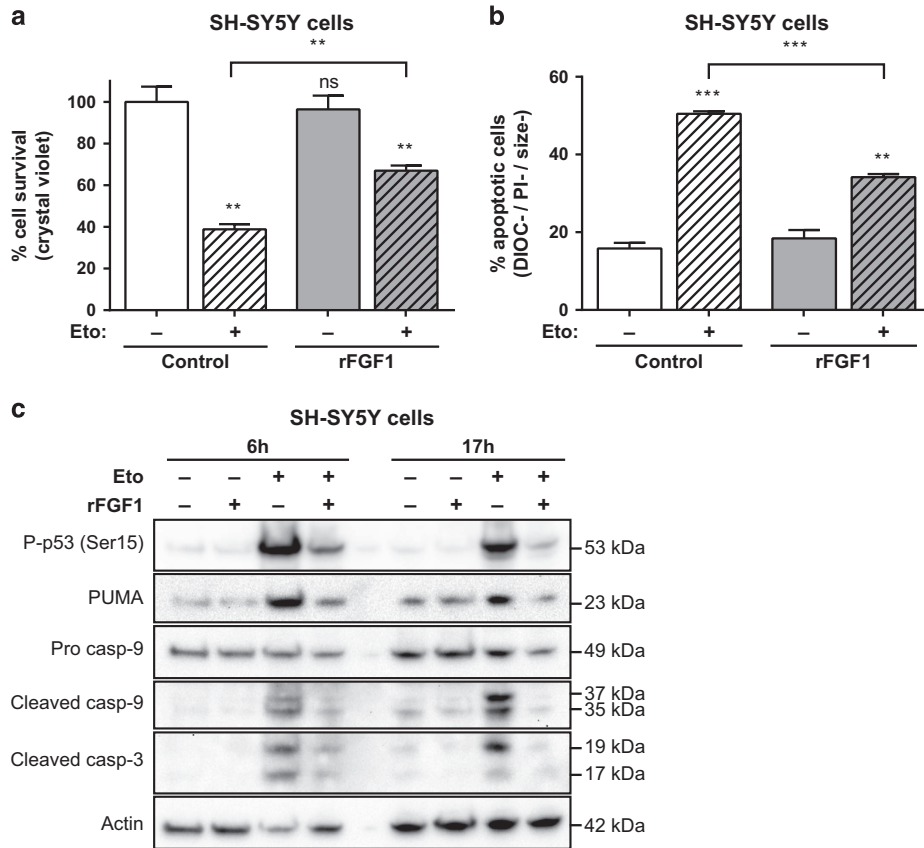 a
SH-SY5Y cells
**
% cell survival
(crystal violet)
100
80
60
40
20
0
**
ns
**
Eto: – + – +
Control rFGF1
b
SH-SY5Y cells
***
% apoptotic cells
(DIOC- / PI- / size-)
60
40
20
0
***
**
Eto: – + – +
Control rFGF1
c
SH-SY5Y cells
6h 17h
Eto – – + + – – + +
rFGF1 – + – + – + – +
P-p53 (Ser15) 53 kDa
PUMA 23 kDa
Pro casp-9 49 kDa
Cleaved casp-9 37 kDa
35 kDa
Cleaved casp-3 19 kDa
17 kDa
Actin 42 kDa